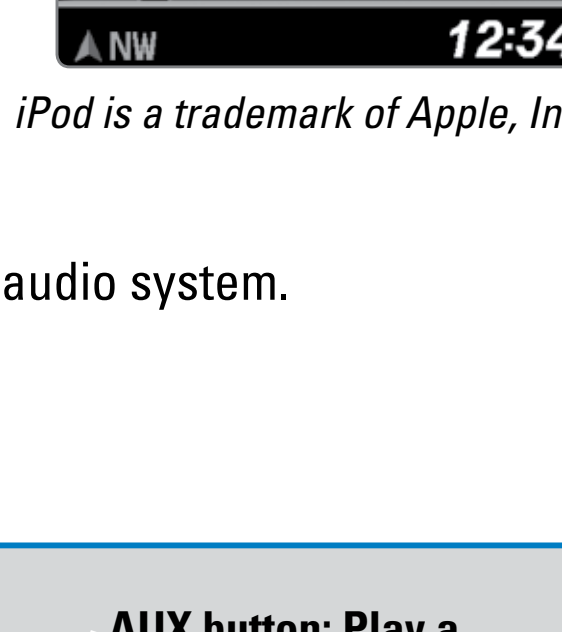 NW 12:34
iPod is a trademark of Apple, In
audio system.
AUX button: Play a